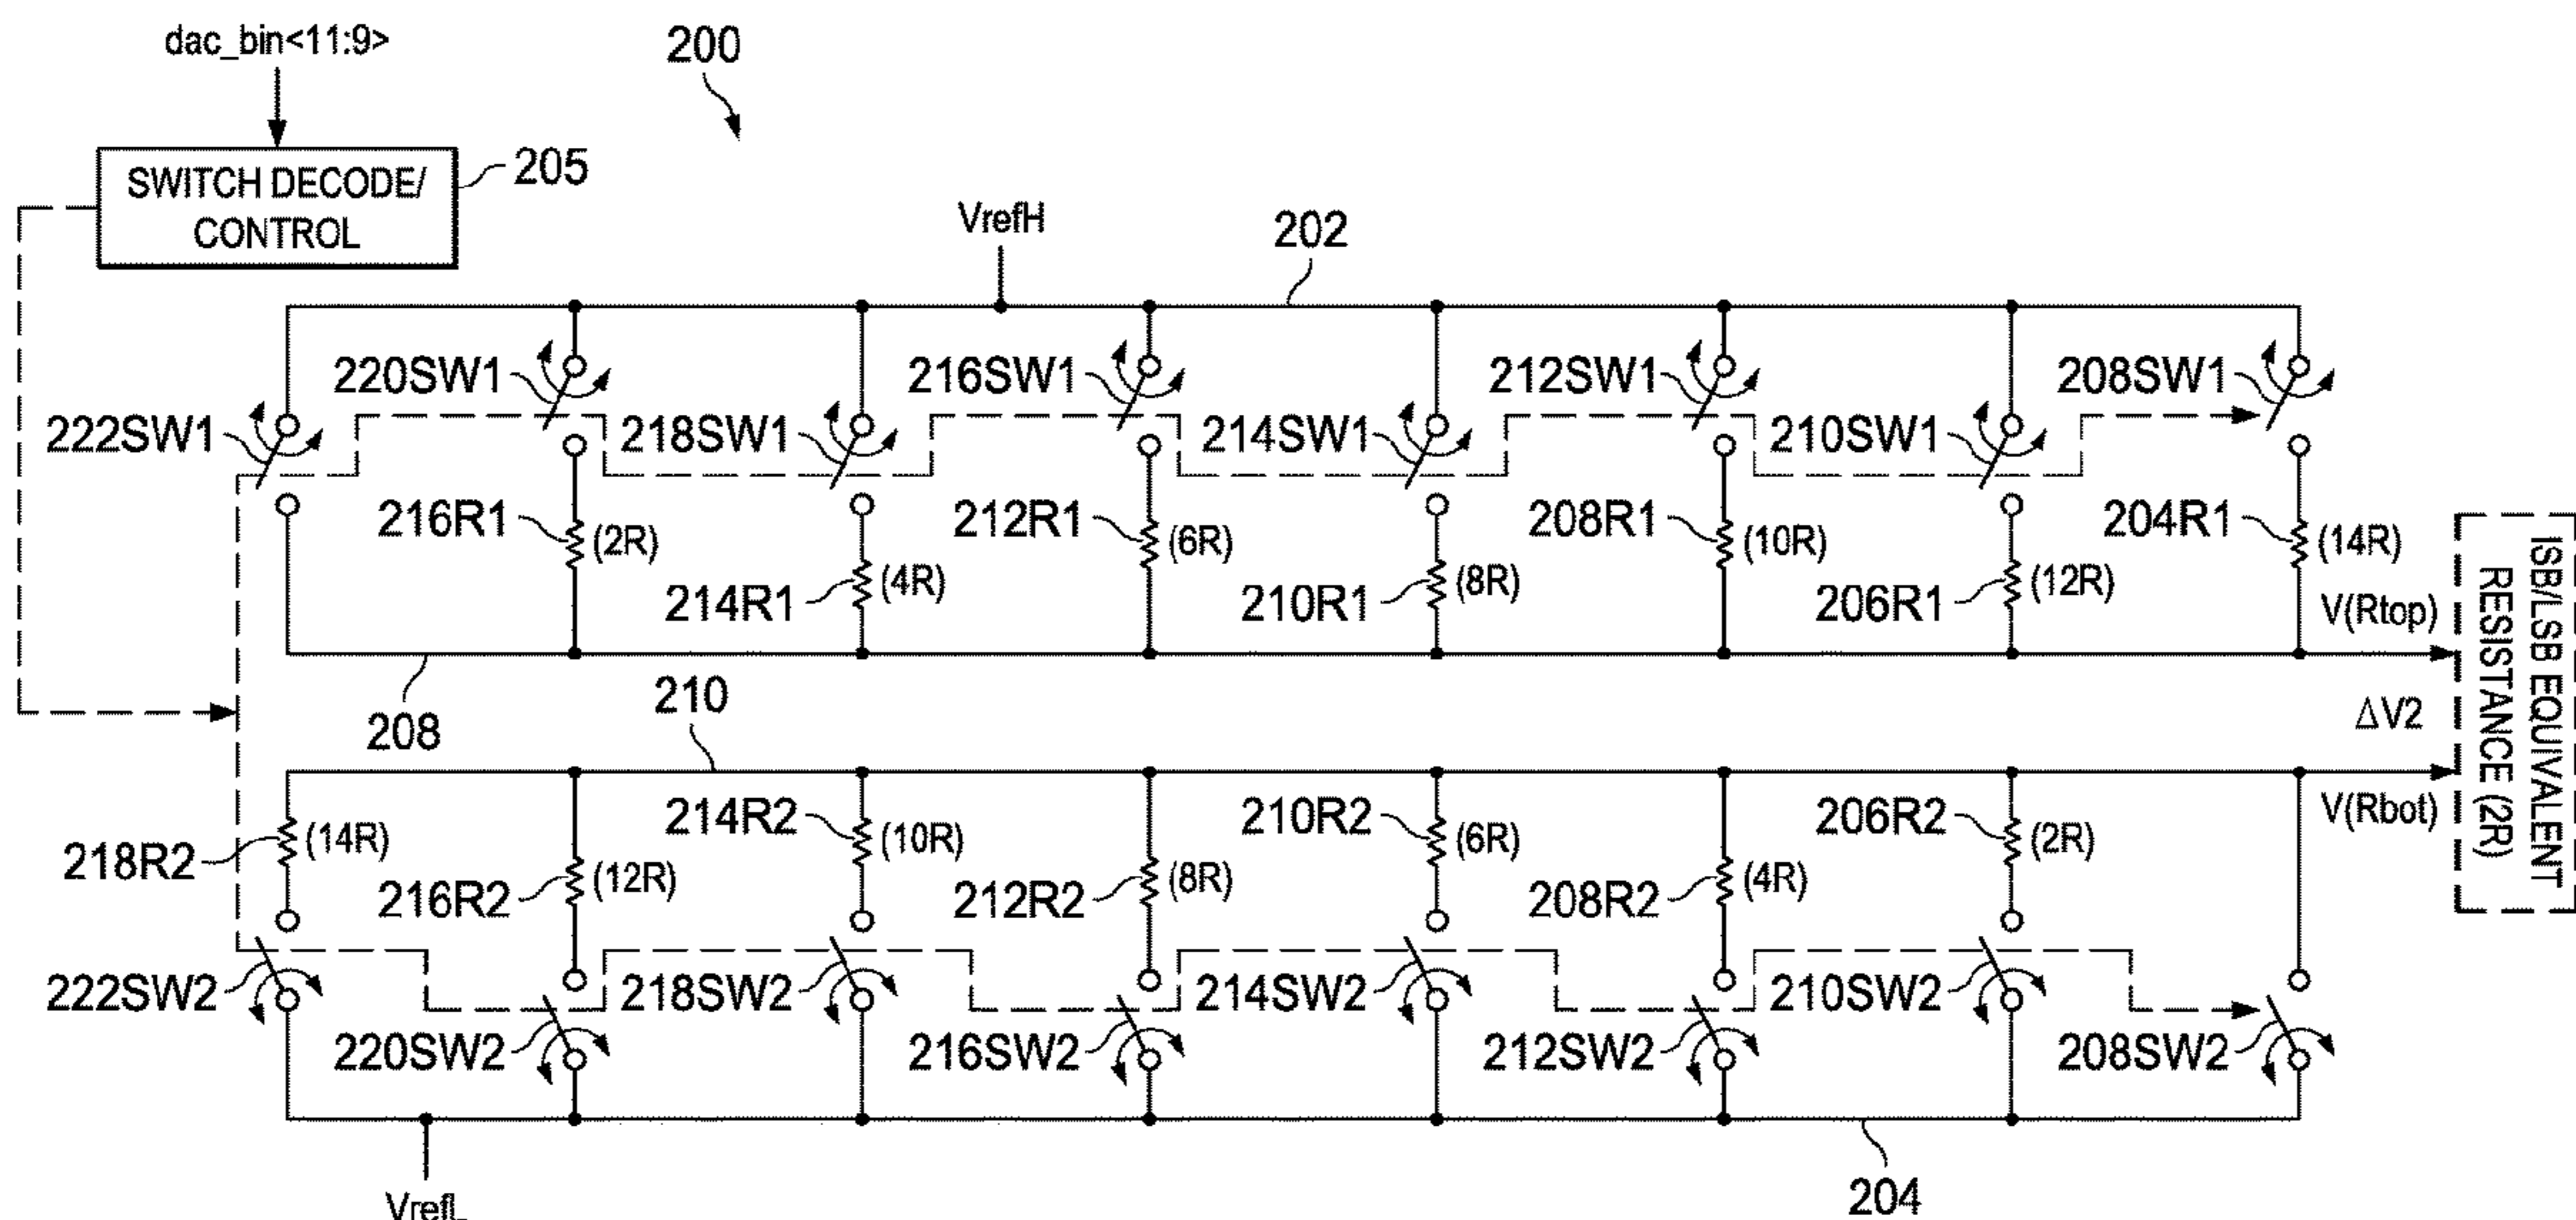 dac_bin<11:9>
200
SWITCH DECODE/
CONTROL
205
VrefH
202
220SW1
216SW1
212SW1
208SW1
222SW1
218SW1
214SW1
210SW1
216R1
(2R)
212R1
(6R)
208R1
(10R)
204R1
(14R)
214R1
(4R)
210R1
(8R)
206R1
(12R)
V(Rtop)
208
210
ΔV2
ISB/LSB EQUIVALENT
RESISTANCE (2R)
V(Rbot)
218R2
(14R)
214R2
(10R)
210R2
(6R)
206R2
(2R)
216R2
(12R)
212R2
(8R)
208R2
(4R)
222SW2
218SW2
214SW2
210SW2
220SW2
216SW2
212SW2
208SW2
VrefL
204